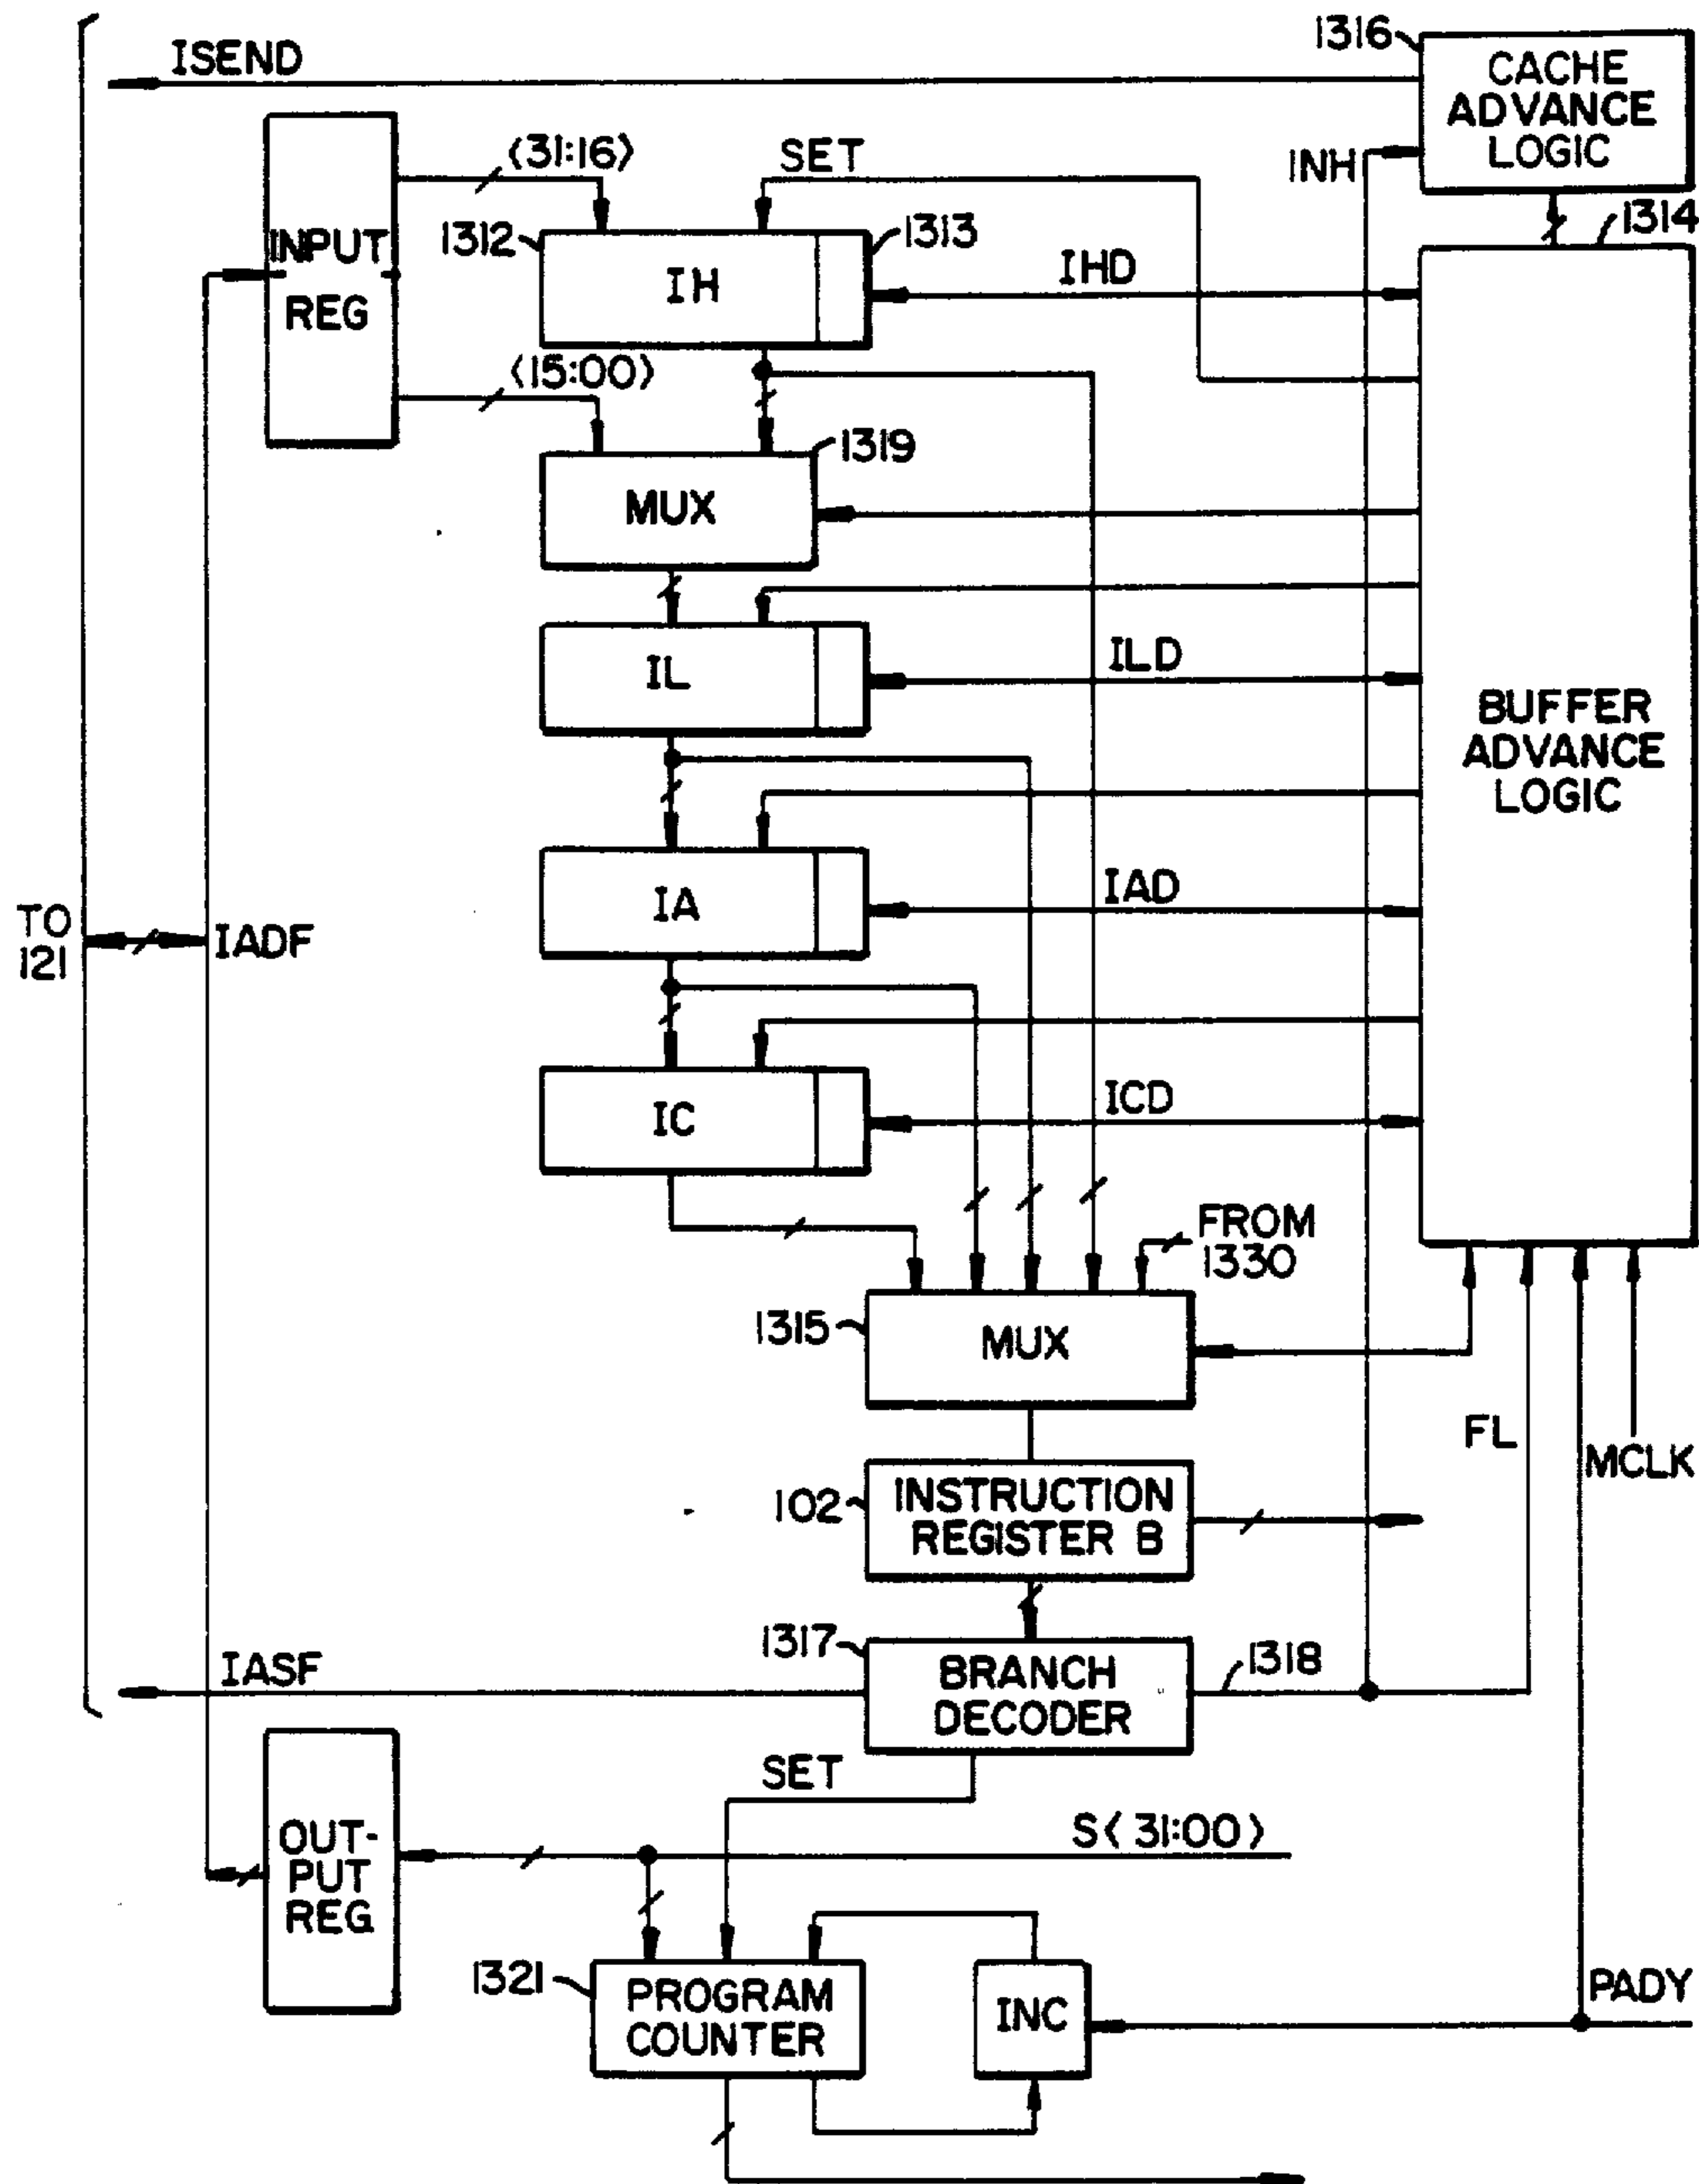 1316
ISEND
CACHE
ADVANCE
LOGIC
⟨31:16⟩
SET
INH
1314
1312
1313
INPUT
REG
IH
IHD
⟨15:00⟩
1319
MUX
IL
ILD
BUFFER
ADVANCE
LOGIC
IA
IAD
TO
121
IADF
IC
ICD
FROM
1330
1315
MUX
FL
MCLK
102
INSTRUCTION
REGISTER B
1317
1318
IASF
BRANCH
DECODER
SET
S⟨31:00⟩
OUT-
PUT
REG
1321
PROGRAM
COUNTER
INC
PADY